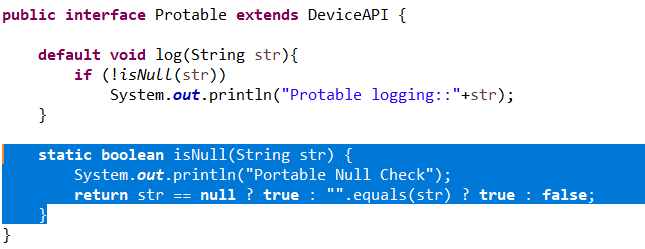 public interface Protable extends DeviceAPI {
default void log(String str){
if (!isNull(str))
System.out.println("Protable logging::"+str);
}
static boolean isNull(String str) {
System.out.println("Portable Null Check");
return str == null ? true : "".equals(str) ? true : false;
}
}